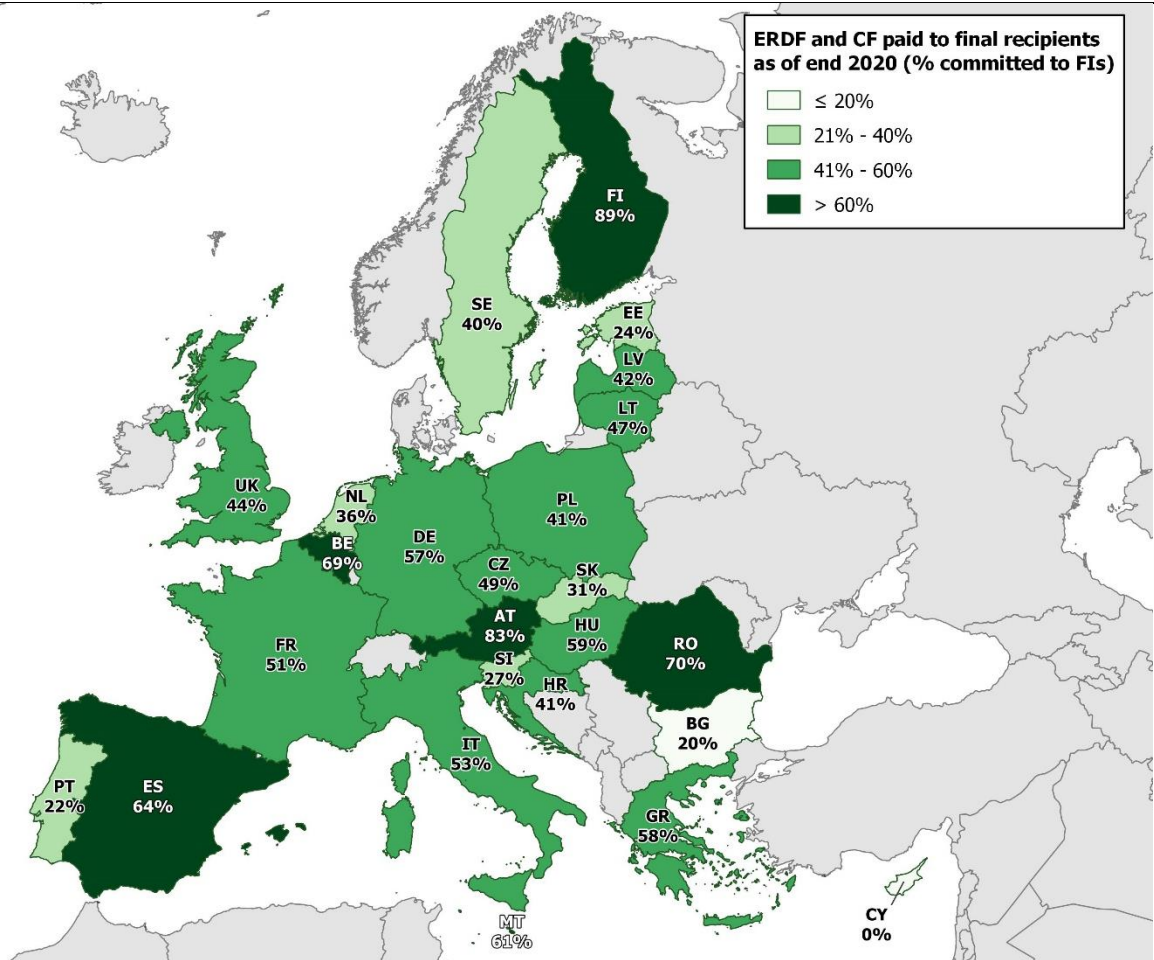 ERDF and CF paid to final recipients
as of end 2020 (% committed to FIs)
≤ 20%
21% - 40%
41% - 60%
> 60%
FI
89%
SE
40%
EE
24%
LV
42%
LT
47%
UK
44%
NL
36%
BE
69%
DE
57%
PL
41%
CZ
49%
SK
31%
AT
83%
HU
59%
FR
51%
SI
27%
HR
41%
RO
70%
BG
20%
IT
53%
PT
22%
ES
64%
GR
58%
MT
61%
CY
0%